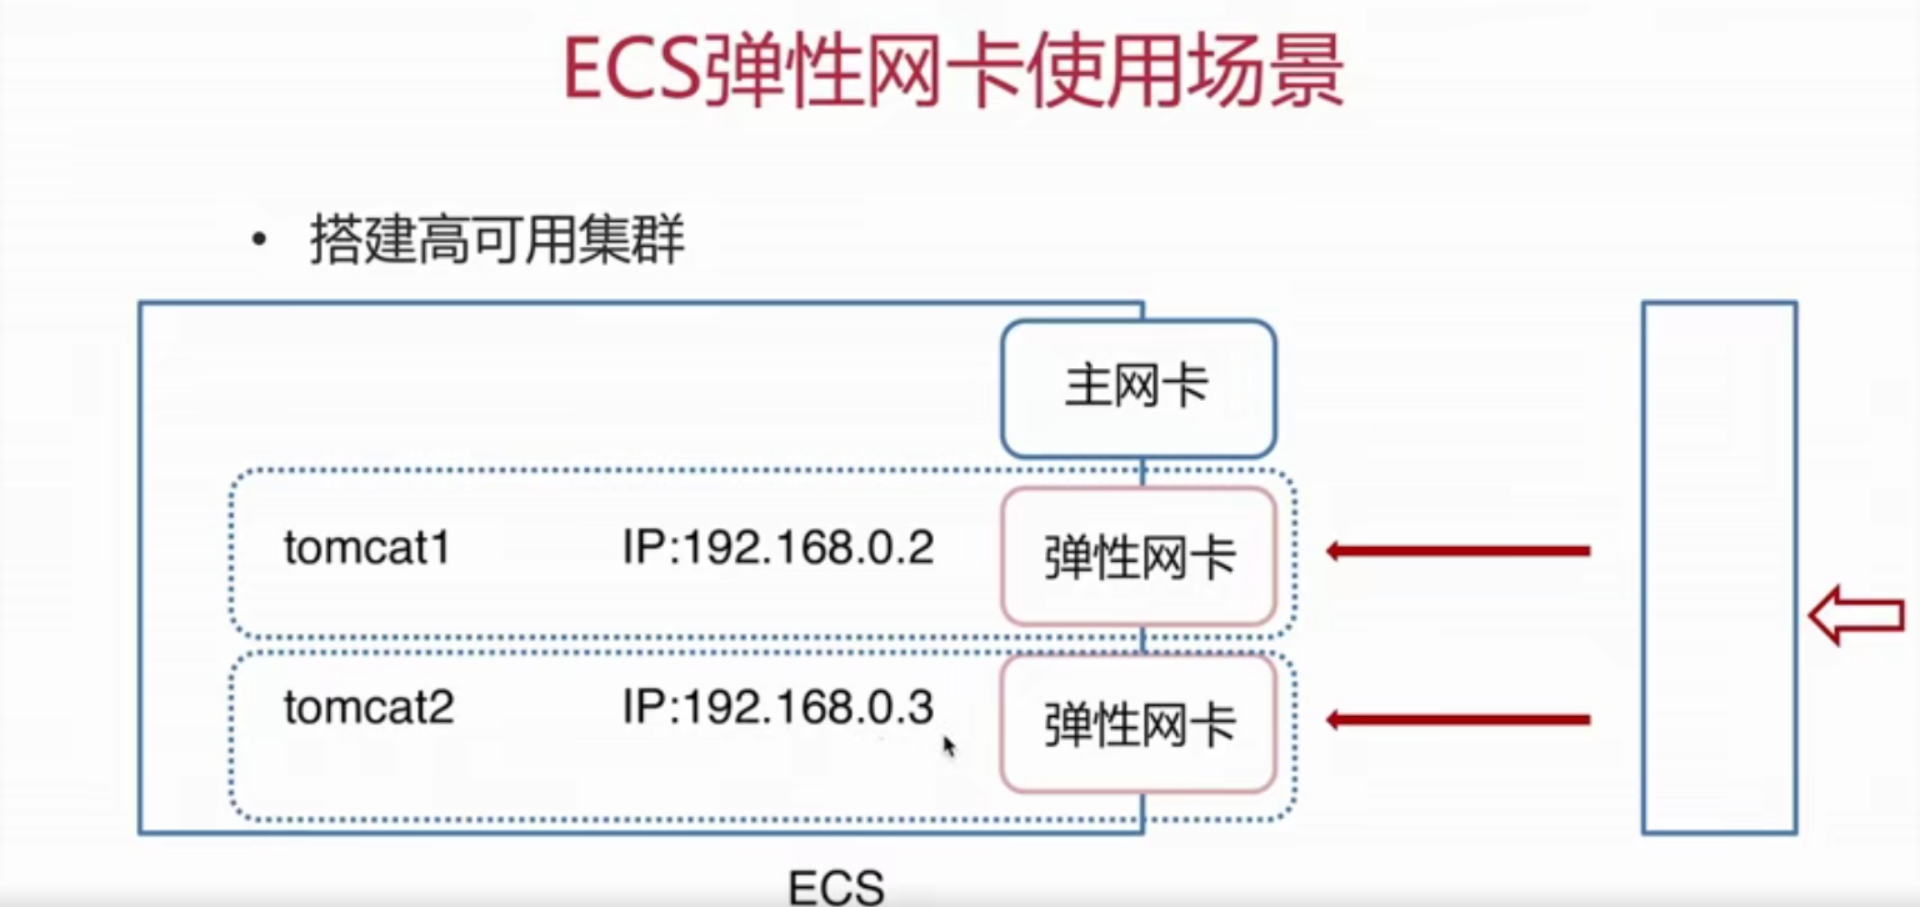 ECS弹性网卡使用场景
• 搭建高可用集群
主网卡
tomcat1 IP:192.168.0.2 弹性网卡
tomcat2 IP:192.168.0.3 弹性网卡
ECS